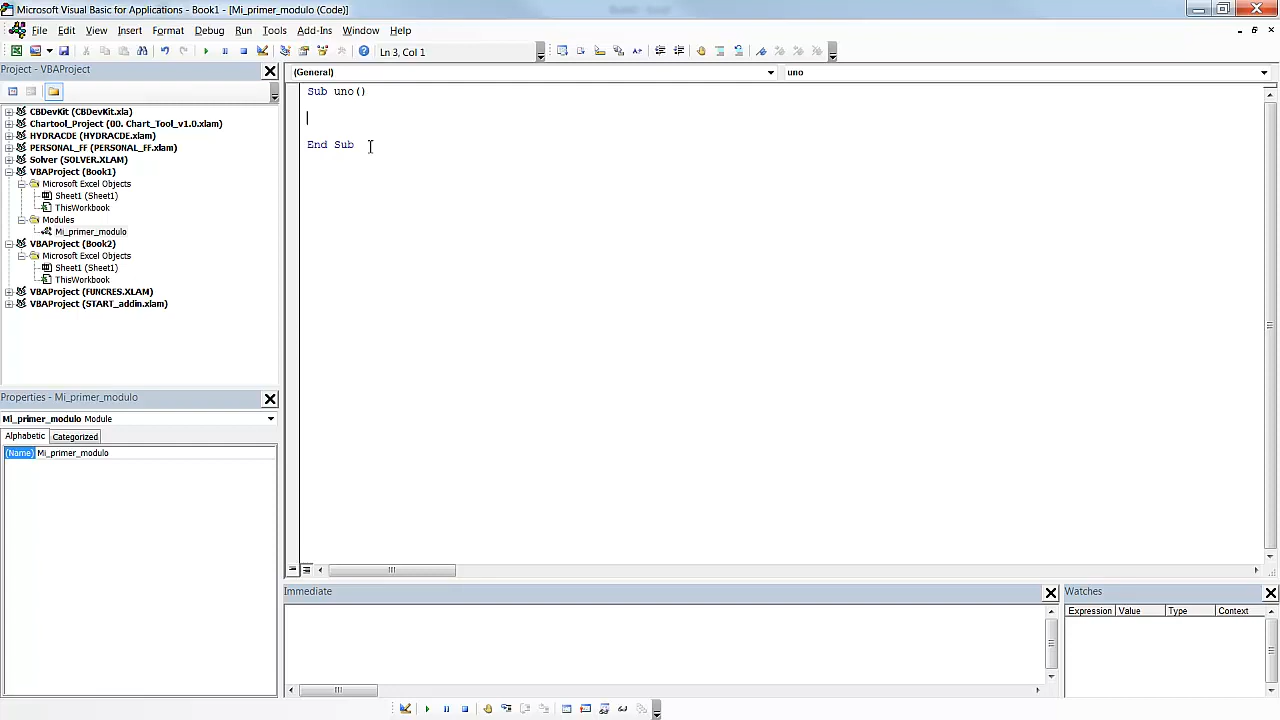 Microsoft Visual Basic for Applications - Book1 - [Mi_primer_modulo (Code)]
File Edit View Insert Format Debug Run Tools Add-Ins Window Help
Ln 3, Col 1
Project - VBAProject
(General)
uno
CBDevKit (CBDevKit.xla)
Chartool_Project (00. Chart_Tool_v1.0.xlam)
HYDRACDE (HYDRACDE.xlam)
PERSONAL_FF (PERSONAL_FF.xlam)
Solver (SOLVER.XLAM)
VBAProject (Book1)
Microsoft Excel Objects
Sheet1 (Sheet1)
ThisWorkbook
Modules
Mi_primer_modulo
VBAProject (Book2)
Microsoft Excel Objects
Sheet1 (Sheet1)
ThisWorkbook
VBAProject (FUNCRES.XLAM)
VBAProject (START_addin.xlam)
Sub uno()
End Sub
Properties - Mi_primer_modulo
Mi_primer_modulo Module
Alphabetic Categorized
(Name) Mi_primer_modulo
Immediate
Watches
Expression Value Type Context